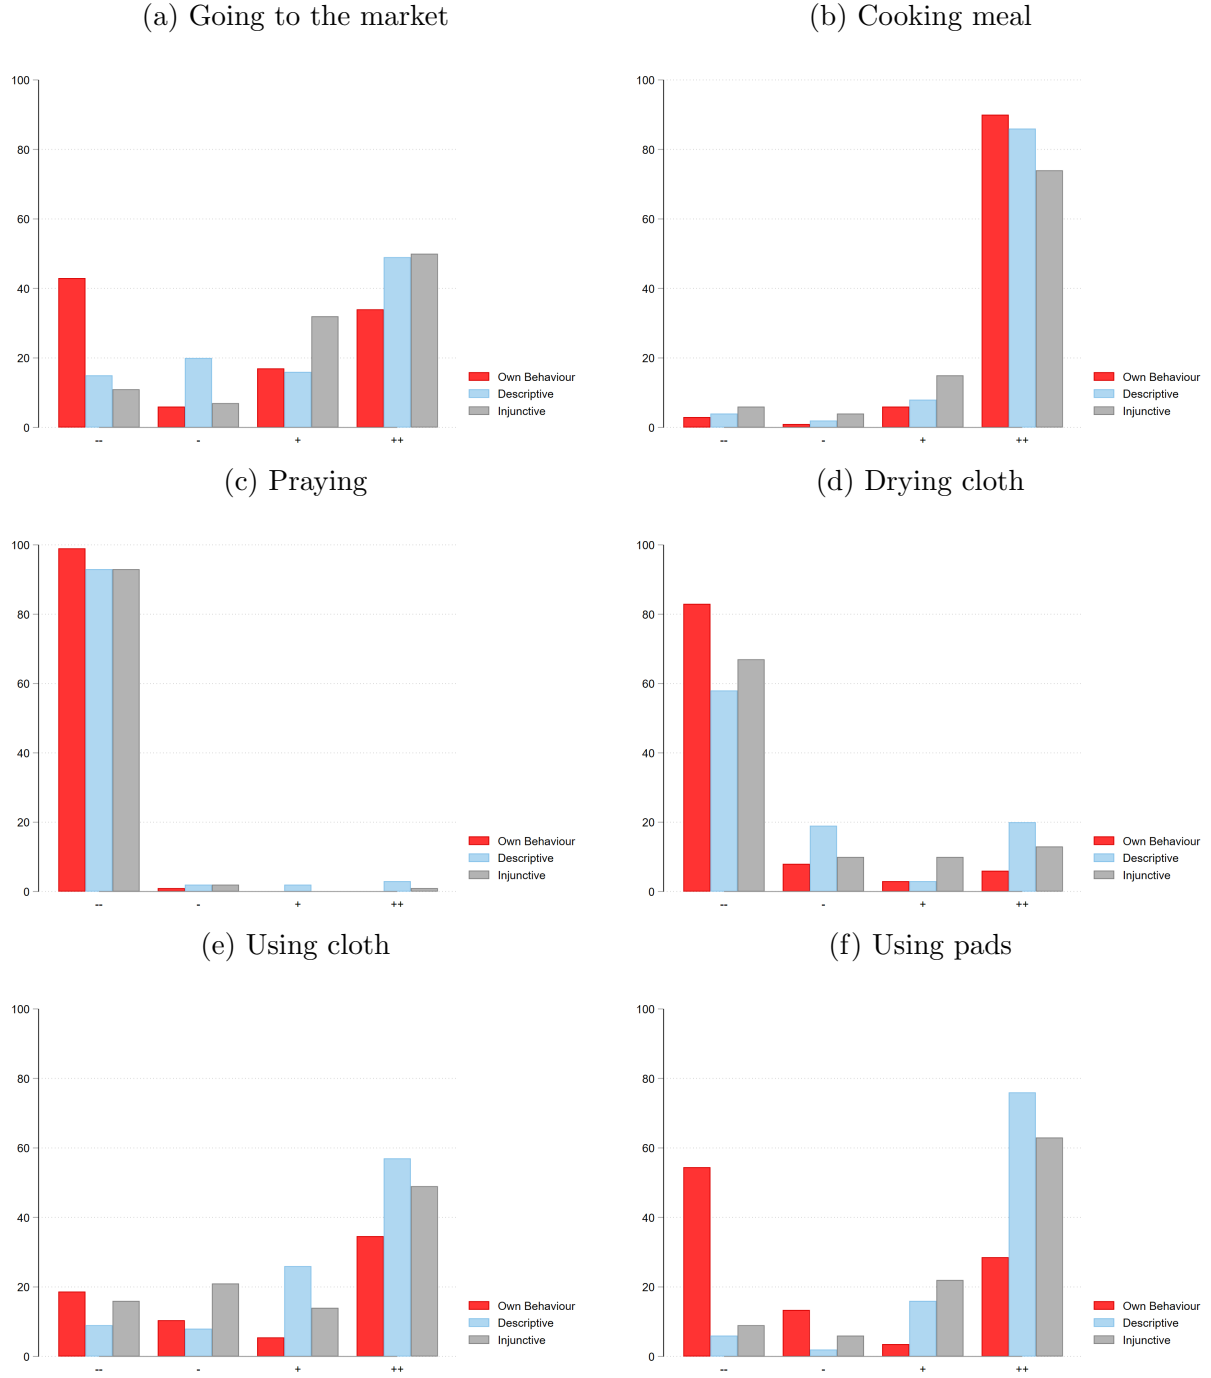 (a) Going to the market
100
80
60
40
20
0
-- - + ++
Own Behaviour
Descriptive
Injunctive
(b) Cooking meal
100
80
60
40
20
0
-- - + ++
Own Behaviour
Descriptive
Injunctive
(c) Praying
100
80
60
40
20
0
-- - + ++
Own Behaviour
Descriptive
Injunctive
(d) Drying cloth
100
80
60
40
20
0
-- - + ++
Own Behaviour
Descriptive
Injunctive
(e) Using cloth
100
80
60
40
20
0
-- - + ++
Own Behaviour
Descriptive
Injunctive
(f) Using pads
100
80
60
40
20
0
-- - + ++
Own Behaviour
Descriptive
Injunctive